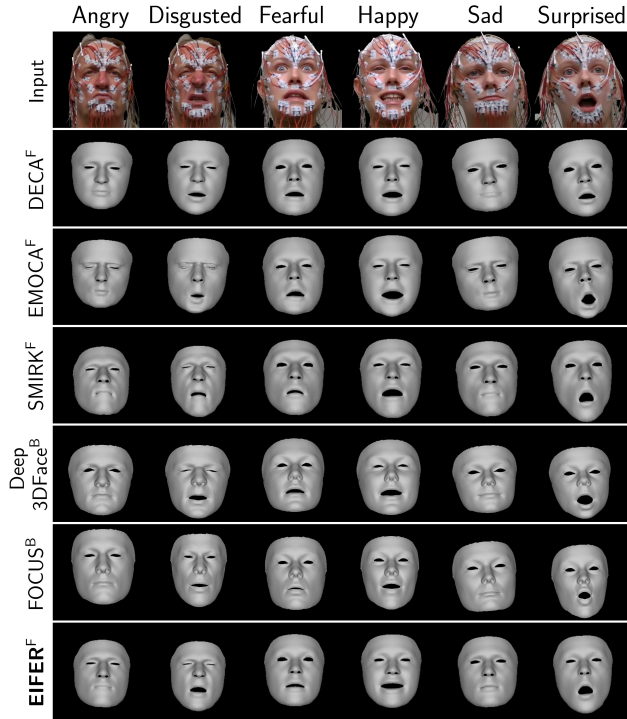 Angry Disgusted Fearful Happy Sad Surprised
Input
DECAᶠ
EMOCAᶠ
SMIRKᶠ
Deep
3DFaceᴮ
FOCUSᴮ
EIFERᶠ